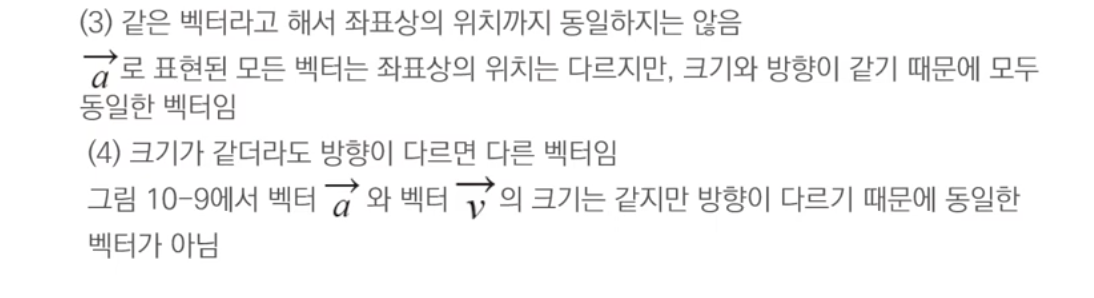 (3) 같은 벡터라고 해서 좌표상의 위치까지 동일하지는 않음
$\overrightarrow{a}$로 표현된 모든 벡터는 좌표상의 위치는 다르지만, 크기와 방향이 같기 때문에 모두
동일한 벡터임
(4) 크기가 같더라도 방향이 다르면 다른 벡터임
그림 10-9에서 벡터 $\overrightarrow{a}$ 와 벡터 $\overrightarrow{v}$ 의 크기는 같지만 방향이 다르기 때문에 동일한
벡터가 아님